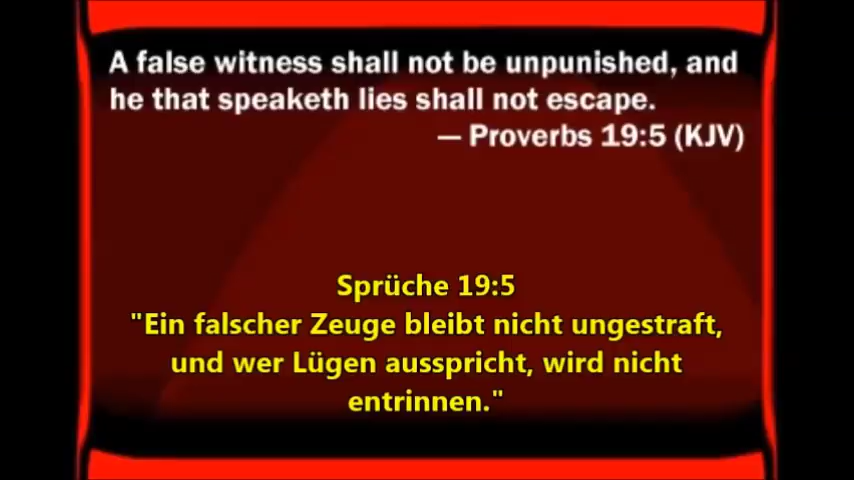 A false witness shall not be unpunished, and
he that speaketh lies shall not escape.
— Proverbs 19:5 (KJV)
Sprüche 19:5
"Ein falscher Zeuge bleibt nicht ungestraft,
und wer Lügen ausspricht, wird nicht
entrinnen."